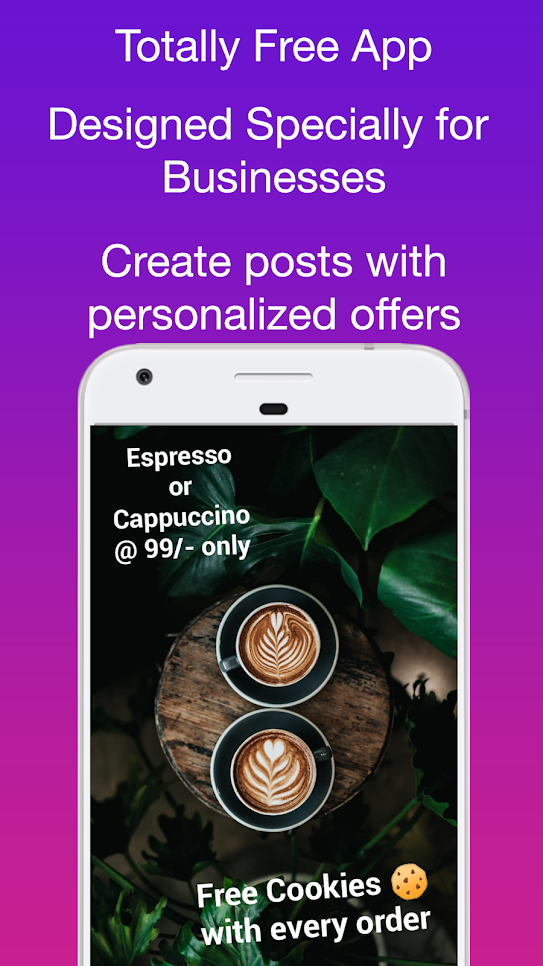 Totally Free App
Designed Specially for
Businesses
Create posts with
personalized offers
Espresso
or
Cappuccino
@ 99/- only
Free Cookies 🍪
with every order